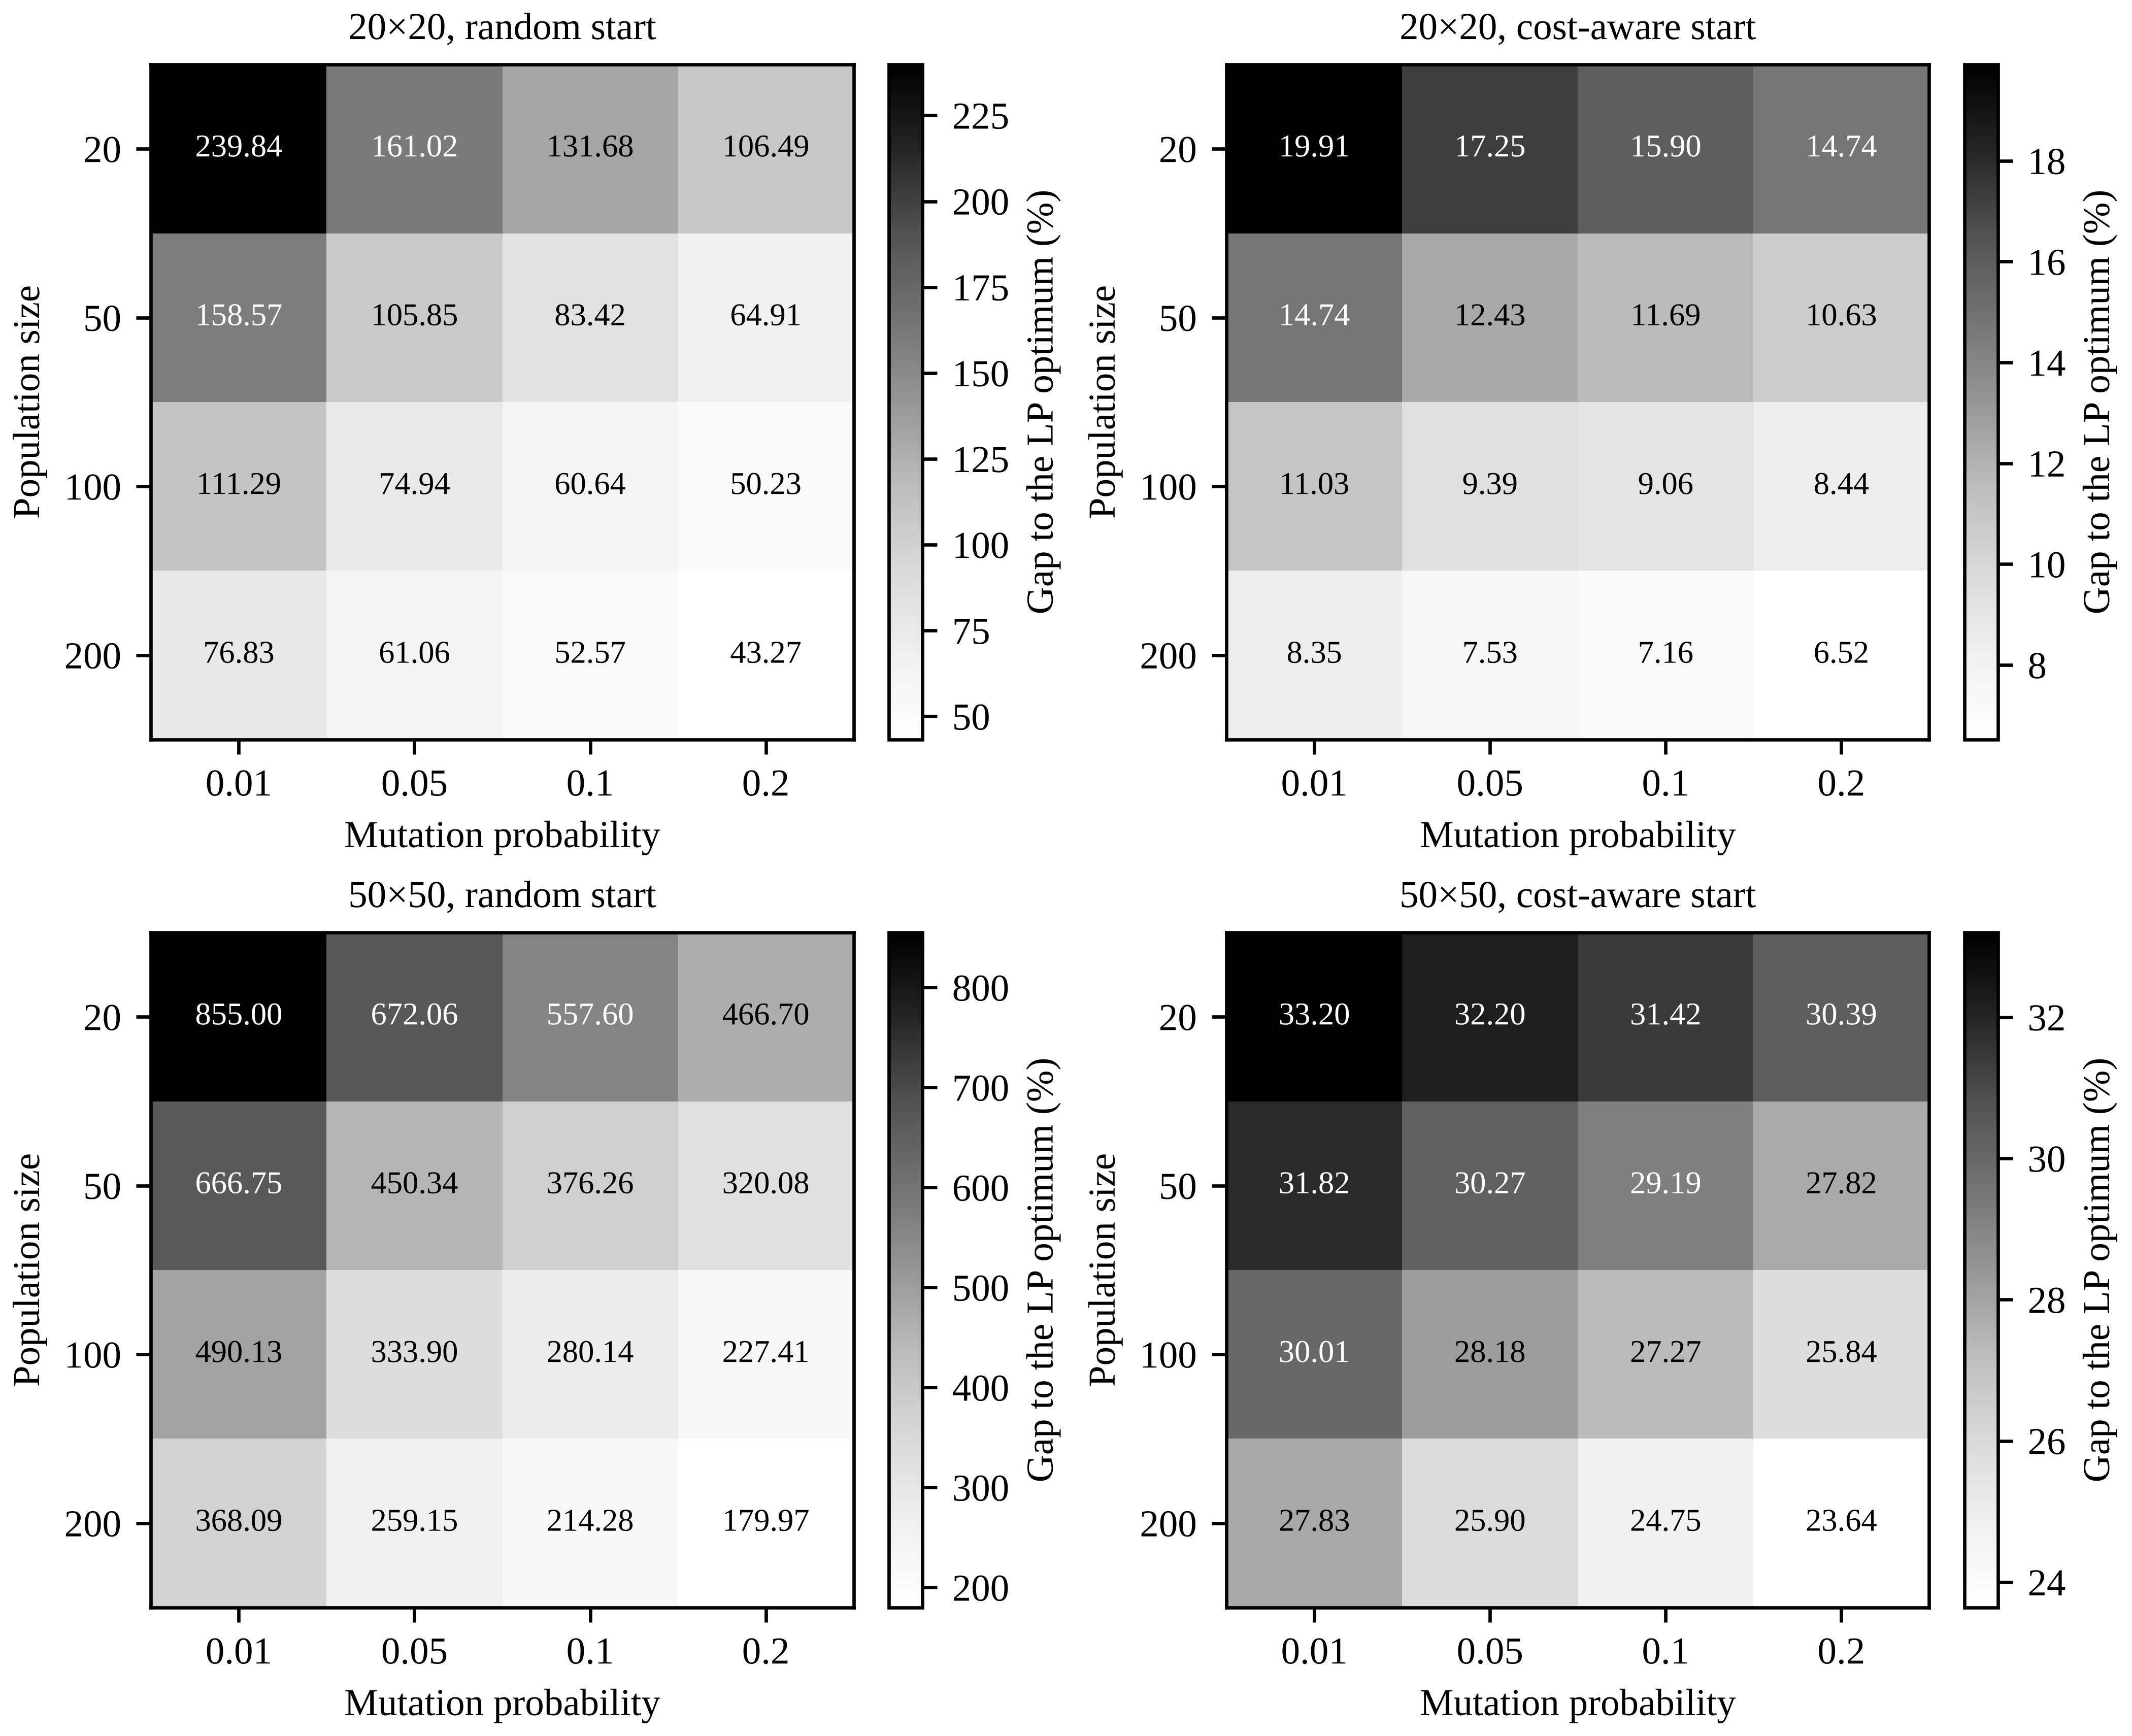 20×20, random start
20 239.84 161.02 131.68 106.49
50 158.57 105.85 83.42 64.91
100 111.29 74.94 60.64 50.23
200 76.83 61.06 52.57 43.27
0.01 0.05 0.1 0.2
Population size
Mutation probability
225
200
175
150
125
100
75
50
Gap to the LP optimum (%)
20×20, cost-aware start
20 19.91 17.25 15.90 14.74
50 14.74 12.43 11.69 10.63
100 11.03 9.39 9.06 8.44
200 8.35 7.53 7.16 6.52
0.01 0.05 0.1 0.2
Population size
Mutation probability
18
16
14
12
10
8
Gap to the LP optimum (%)
50×50, random start
20 855.00 672.06 557.60 466.70
50 666.75 450.34 376.26 320.08
100 490.13 333.90 280.14 227.41
200 368.09 259.15 214.28 179.97
0.01 0.05 0.1 0.2
Population size
Mutation probability
800
700
600
500
400
300
200
Gap to the LP optimum (%)
50×50, cost-aware start
20 33.20 32.20 31.42 30.39
50 31.82 30.27 29.19 27.82
100 30.01 28.18 27.27 25.84
200 27.83 25.90 24.75 23.64
0.01 0.05 0.1 0.2
Population size
Mutation probability
32
30
28
26
24
Gap to the LP optimum (%)